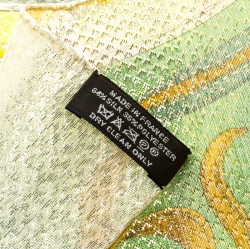 MADE IN FRANCE
64% SILK 36% POLYESTER
DRY CLEAN ONLY